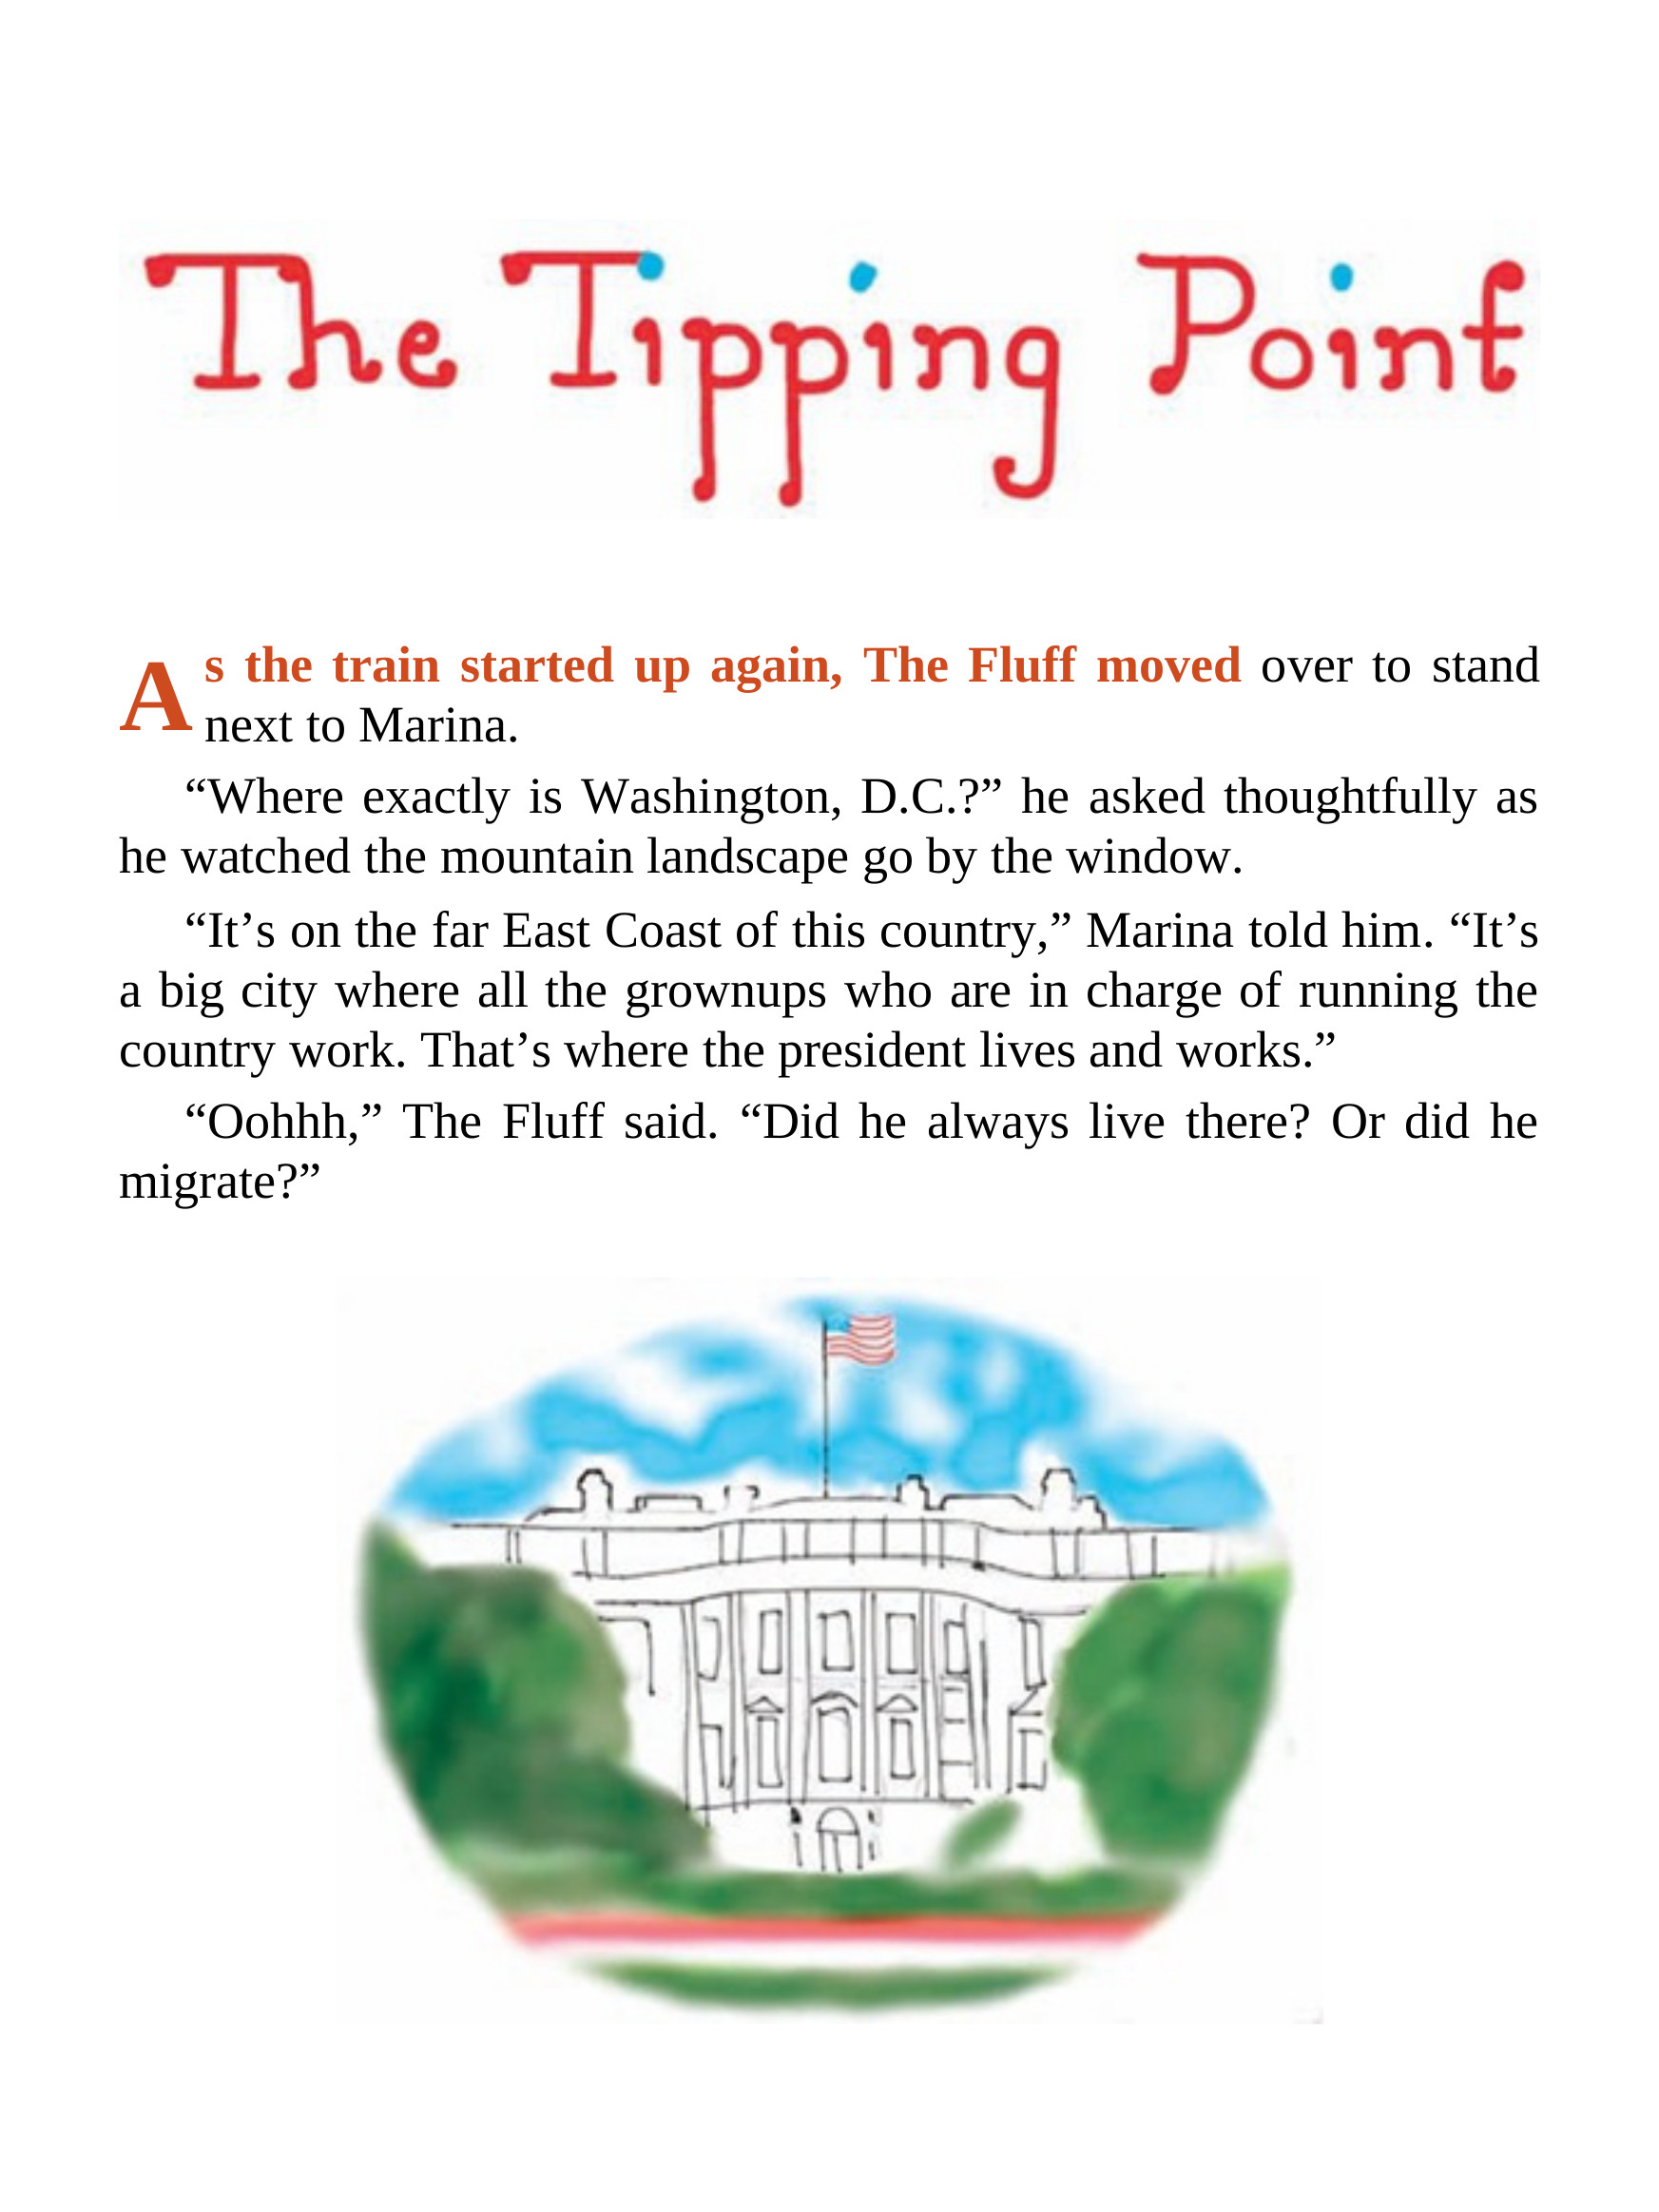 The Tipping Point
As the train started up again, The Fluff moved over to stand
next to Marina.
“Where exactly is Washington, D.C.?” he asked thoughtfully as
he watched the mountain landscape go by the window.
“It’s on the far East Coast of this country,” Marina told him. “It’s
a big city where all the grownups who are in charge of running the
country work. That’s where the president lives and works.”
“Oohhh,” The Fluff said. “Did he always live there? Or did he
migrate?”